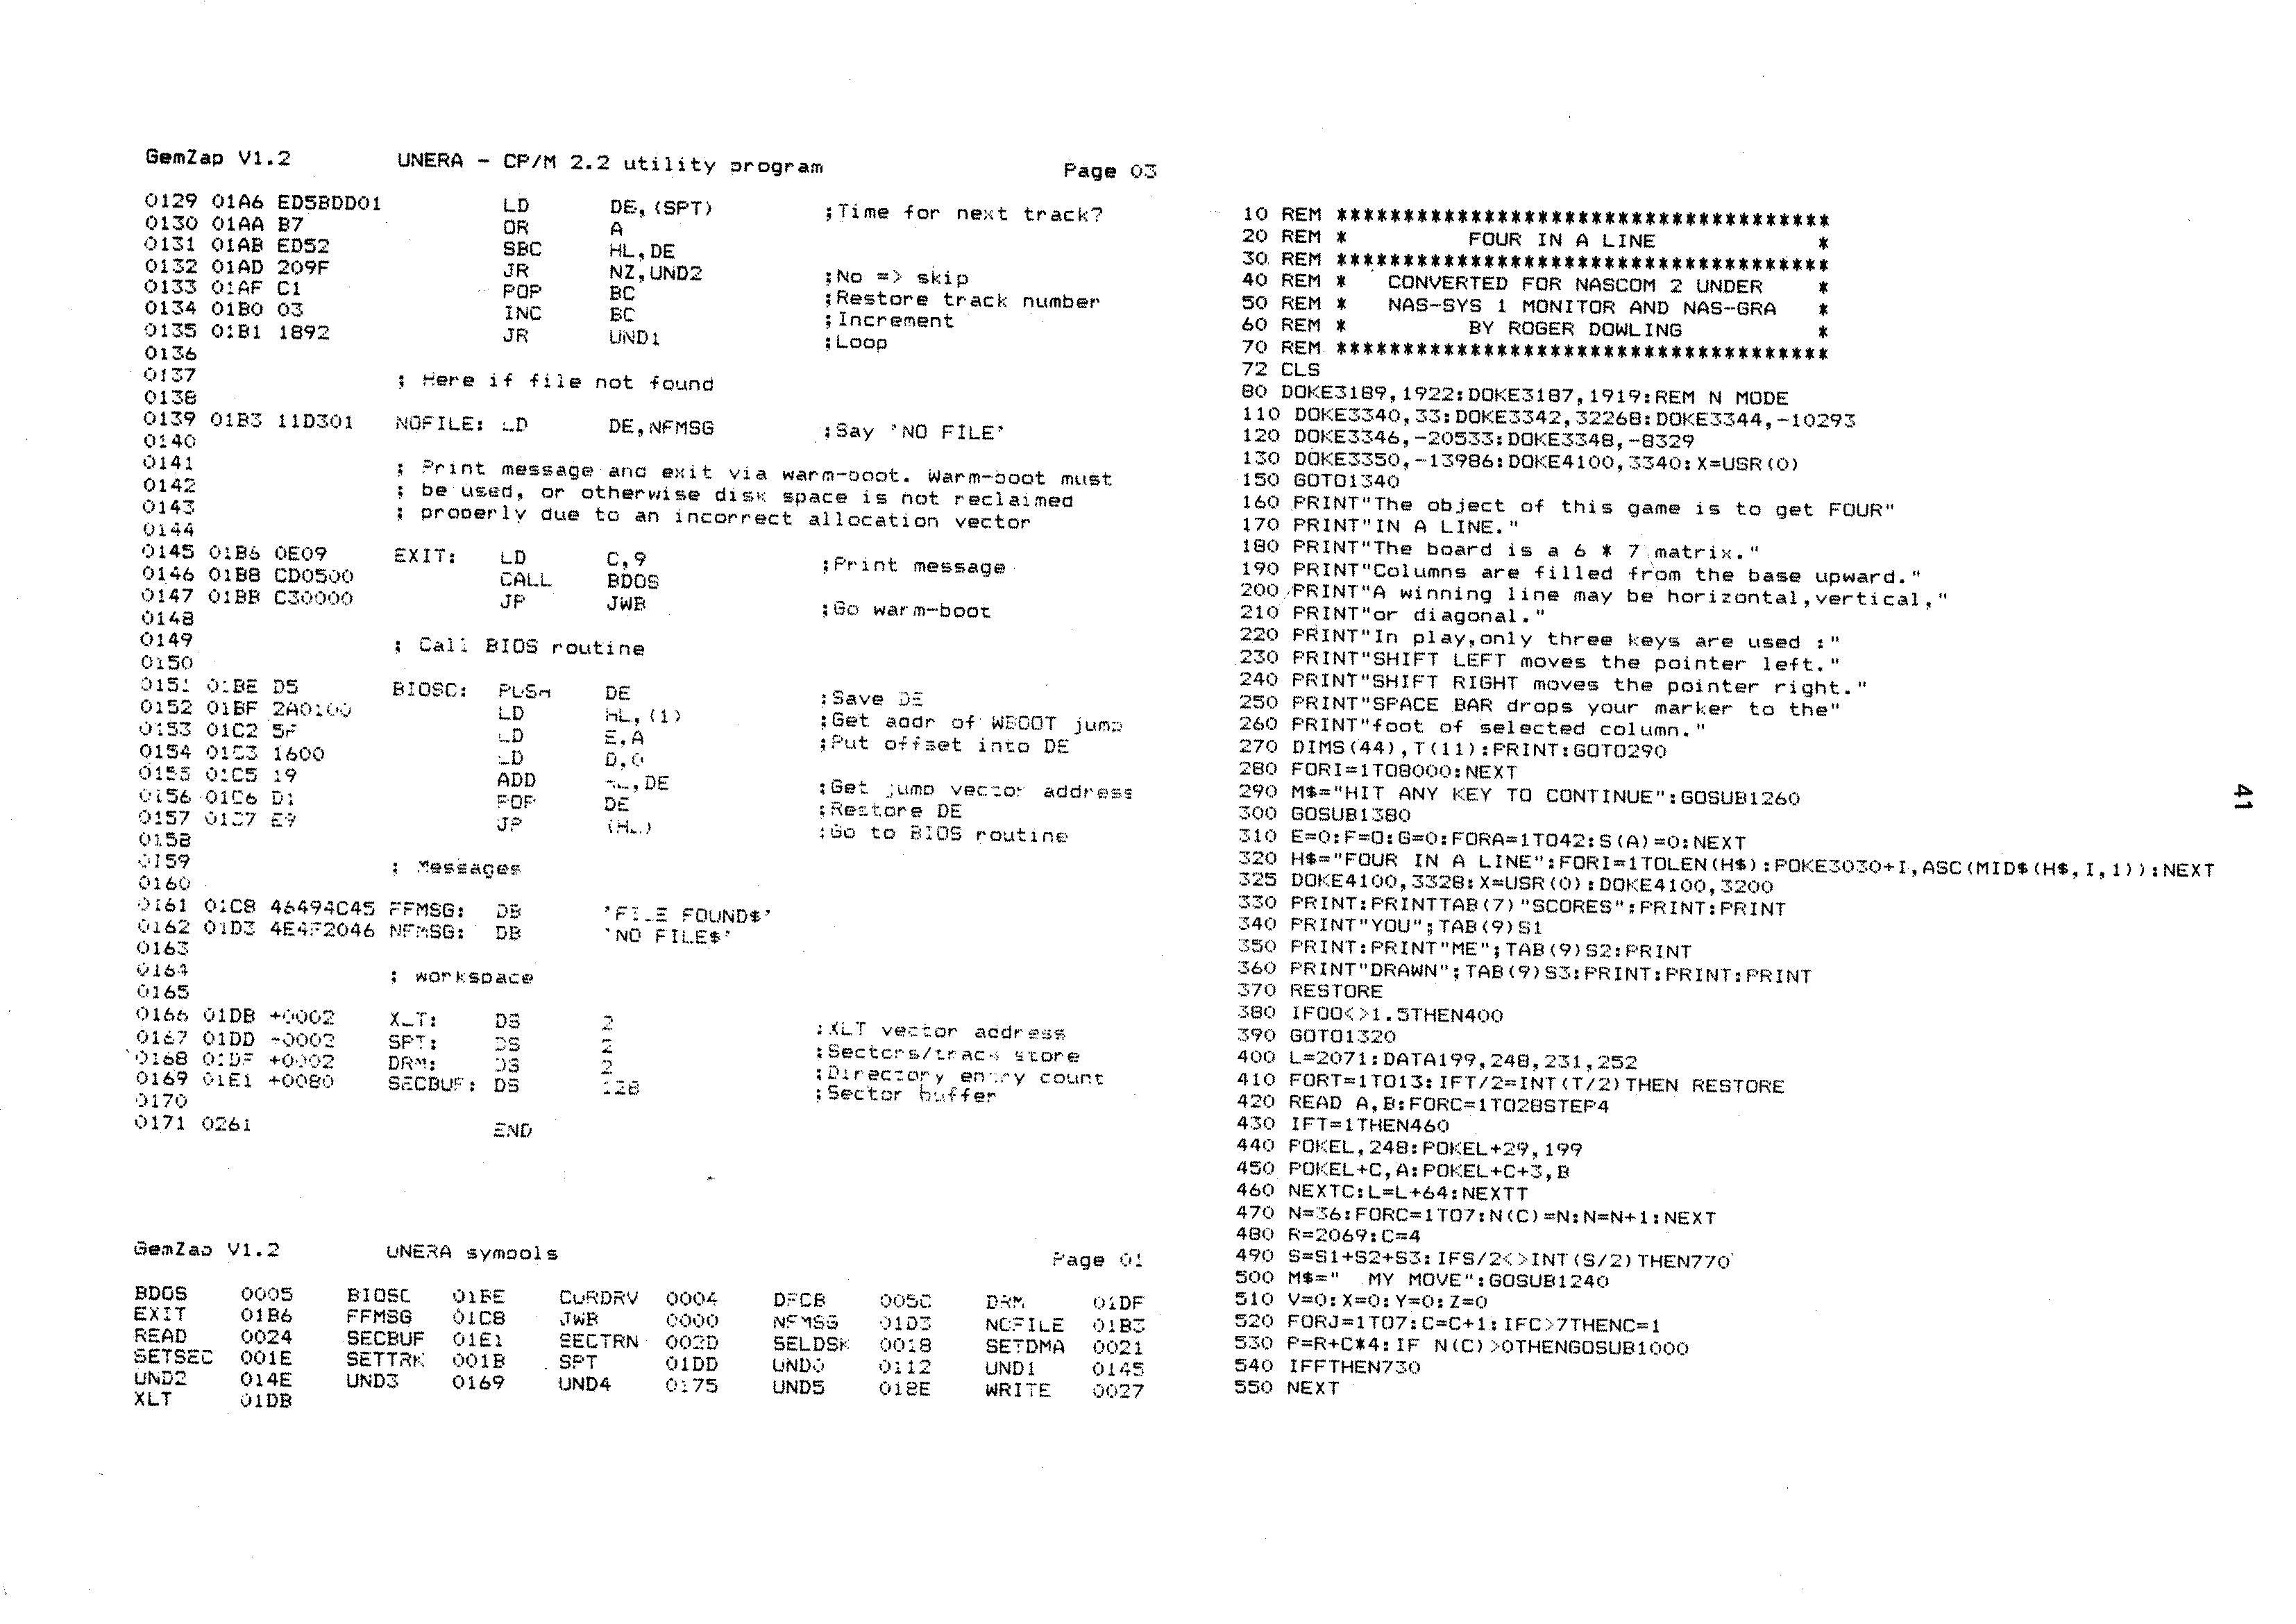 GemZap V1.2 UNERA - CP/M 2.2 utility program Page 03
0129 01A6 ED5BDD01 LD DE,(SPT) ;Time for next track?
0130 01AA B7 OR A
0131 01AB ED52 SBC HL,DE
0132 01AD 209F JR NZ,UND2 ;No => skip
0133 01AF C1 POP BC ;Restore track number
0134 01B0 03 INC BC ;Increment
0135 01B1 1892 JR UND1 ;Loop
0136
0137 ; Here if file not found
0138
0139 01B3 11D301 NOFILE: LD DE,NFMSG ;Say 'NO FILE'
0140
0141 ; Print message and exit via warm-boot. Warm-boot must
0142 ; be used, or otherwise disk space is not reclaimed
0143 ; properly due to an incorrect allocation vector
0144
0145 01B6 0E09 EXIT: LD C,9 ;Print message
0146 01B8 CD0500 CALL BDOS
0147 01BB C30000 JP JWB ;Go warm-boot
0148
0149 ; Call BIOS routine
0150
0151 01BE D5 BIOSC: PUSH DE ;Save DE
0152 01BF 2A0100 LD HL,(1) ;Get addr of WBOOT jump
0153 01C2 5F LD E,A ;Put offset into DE
0154 01C3 1600 LD D,0
0155 01C5 19 ADD HL,DE ;Get jump vector address
0156 01C6 D1 POP DE ;Restore DE
0157 01C7 E9 JP (HL) ;Go to BIOS routine
0158
0159 ; Messages
0160
0161 01C8 46494C45 FFMSG: DB 'FILE FOUND$'
0162 01D3 4E4F2046 NFMSG: DB 'NO FILE$'
0163
0164 ; workspace
0165
0166 01DB +0002 XLT: DS 2 ;XLT vector address
0167 01DD +0002 SPT: DS 2 ;Sectors/track store
0168 01DF +0002 DRM: DS 2 ;Directory entry count
0169 01E1 +0080 SECBUF: DS 128 ;Sector buffer
0170
0171 0261 END
GemZap V1.2 UNERA symbols Page 01
BDOS 0005 BIOSC 01BE CURDRV 0004 DFCB 005C DRM 01DF
EXIT 01B6 FFMSG 01C8 JWB 0000 NFMSG 01D3 NOFILE 01B3
READ 0024 SECBUF 01E1 SECTRN 002D SELDSK 0018 SETDMA 0021
SETSEC 001E SETTRK 001B SPT 01DD UND0 0112 UND1 0145
UND2 014E UND3 0169 UND4 0175 UND5 018E WRITE 0027
XLT 01DB
10 REM *************************************
20 REM * FOUR IN A LINE *
30 REM *************************************
40 REM * CONVERTED FOR NASCOM 2 UNDER *
50 REM * NAS-SYS 1 MONITOR AND NAS-GRA *
60 REM * BY ROGER DOWLING *
70 REM *************************************
72 CLS
80 DOKE3189,1922:DOKE3187,1919:REM N MODE
110 DOKE3340,33:DOKE3342,32268:DOKE3344,-10293
120 DOKE3346,-20533:DOKE3348,-8329
130 DOKE3350,-13986:DOKE4100,3340:X=USR(0)
150 GOTO1340
160 PRINT"The object of this game is to get FOUR"
170 PRINT"IN A LINE."
180 PRINT"The board is a 6 * 7 matrix."
190 PRINT"Columns are filled from the base upward."
200 PRINT"A winning line may be horizontal,vertical,"
210 PRINT"or diagonal."
220 PRINT"In play,only three keys are used :"
230 PRINT"SHIFT LEFT moves the pointer left."
240 PRINT"SHIFT RIGHT moves the pointer right."
250 PRINT"SPACE BAR drops your marker to the"
260 PRINT"foot of selected column."
270 DIMS(44),T(11):PRINT:GOTO290
280 FORI=1TO8000:NEXT
290 M$="HIT ANY KEY TO CONTINUE":GOSUB1260
300 GOSUB1380
310 E=0:F=0:G=0:FORA=1TO42:S(A)=0:NEXT
320 H$="FOUR IN A LINE":FORI=1TOLEN(H$):POKE3030+I,ASC(MID$(H$,I,1)):NEXT
325 DOKE4100,3328:X=USR(0):DOKE4100,3200
330 PRINT:PRINTTAB(7)"SCORES":PRINT:PRINT
340 PRINT"YOU";TAB(9)S1
350 PRINT:PRINT"ME";TAB(9)S2:PRINT
360 PRINT"DRAWN";TAB(9)S3:PRINT:PRINT:PRINT
370 RESTORE
380 IFOO<>1.5THEN400
390 GOTO1320
400 L=2071:DATA199,248,231,252
410 FORT=1TO13:IFT/2=INT(T/2)THEN RESTORE
420 READ A,B:FORC=1TO28STEP4
430 IFT=1THEN460
440 POKEL,248:POKEL+29,199
450 POKEL+C,A:POKEL+C+3,B
460 NEXTC:L=L+64:NEXTT
470 N=36:FORC=1TO7:N(C)=N:N=N+1:NEXT
480 R=2069:C=4
490 S=S1+S2+S3:IFS/2<>INT(S/2)THEN770
500 M$="  MY MOVE":GOSUB1240
510 V=0:X=0:Y=0:Z=0
520 FORJ=1TO7:C=C+1:IFC>7THENC=1
530 P=R+C*4:IF N(C)>0THENGOSUB1000
540 IFFTHEN730
550 NEXT
41